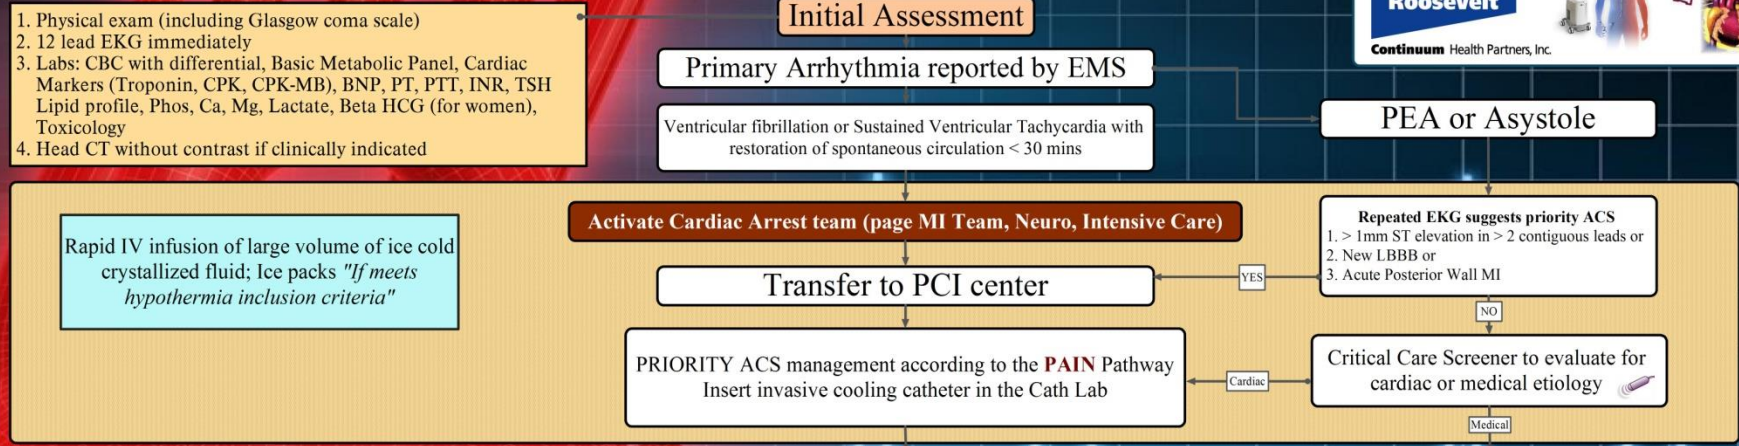 1. Physical exam (including Glasgow coma scale)
2. 12 lead EKG immediately
3. Labs: CBC with differential, Basic Metabolic Panel, Cardiac
Markers (Troponin, CPK, CPK-MB), BNP, PT, PTT, INR, TSH
Lipid profile, Phos, Ca, Mg, Lactate, Beta HCG (for women),
Toxicology
4. Head CT without contrast if clinically indicated
Initial Assessment
Roosevelt
Continuum Health Partners, Inc.
Primary Arrhythmia reported by EMS
Ventricular fibrillation or Sustained Ventricular Tachycardia with
restoration of spontaneous circulation < 30 mins
PEA or Asystole
Activate Cardiac Arrest team (page MI Team, Neuro, Intensive Care)
Repeated EKG suggests priority ACS
1. > 1mm ST elevation in > 2 contiguous leads or
2. New LBBB or
3. Acute Posterior Wall MI
Rapid IV infusion of large volume of ice cold
crystallized fluid; Ice packs "If meets
hypothermia inclusion criteria"
YES
Transfer to PCI center
NO
PRIORITY ACS management according to the PAIN Pathway
Insert invasive cooling catheter in the Cath Lab
Cardiac
Critical Care Screener to evaluate for
cardiac or medical etiology
Medical